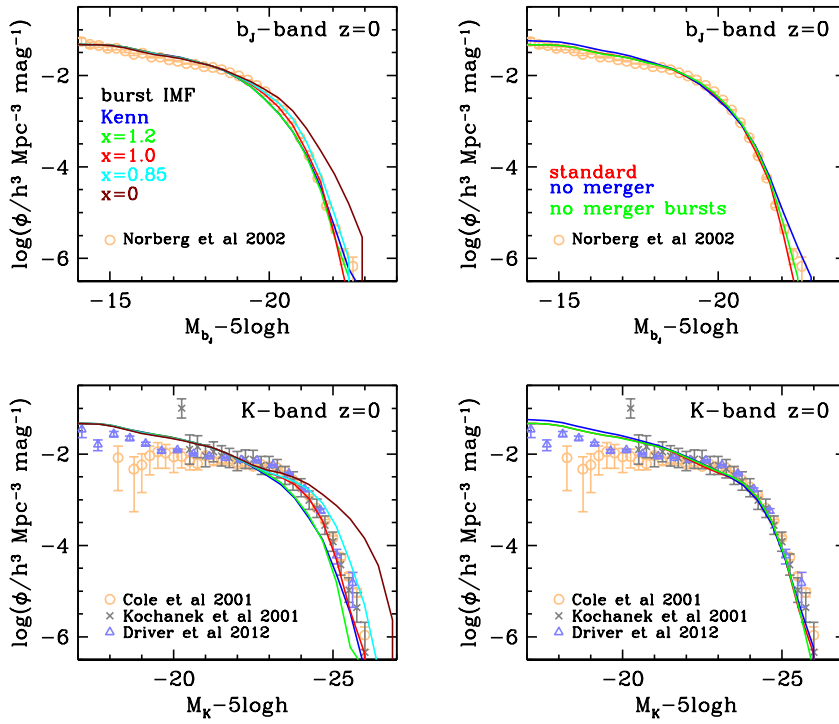 b_J-band z=0
log(ϕ/h³ Mpc⁻³ mag⁻¹)
-2
-4
-6
burst IMF
Kenn
x=1.2
x=1.0
x=0.85
x=0
Norberg et al 2002
-15
-20
M_{b_J}-5logh
b_J-band z=0
log(ϕ/h³ Mpc⁻³ mag⁻¹)
-2
-4
-6
standard
no merger
no merger bursts
Norberg et al 2002
-15
-20
M_{b_J}-5logh
K-band z=0
log(ϕ/h³ Mpc⁻³ mag⁻¹)
-2
-4
-6
Cole et al 2001
Kochanek et al 2001
Driver et al 2012
-20
-25
M_K-5logh
K-band z=0
log(ϕ/h³ Mpc⁻³ mag⁻¹)
-2
-4
-6
Cole et al 2001
Kochanek et al 2001
Driver et al 2012
-20
-25
M_K-5logh